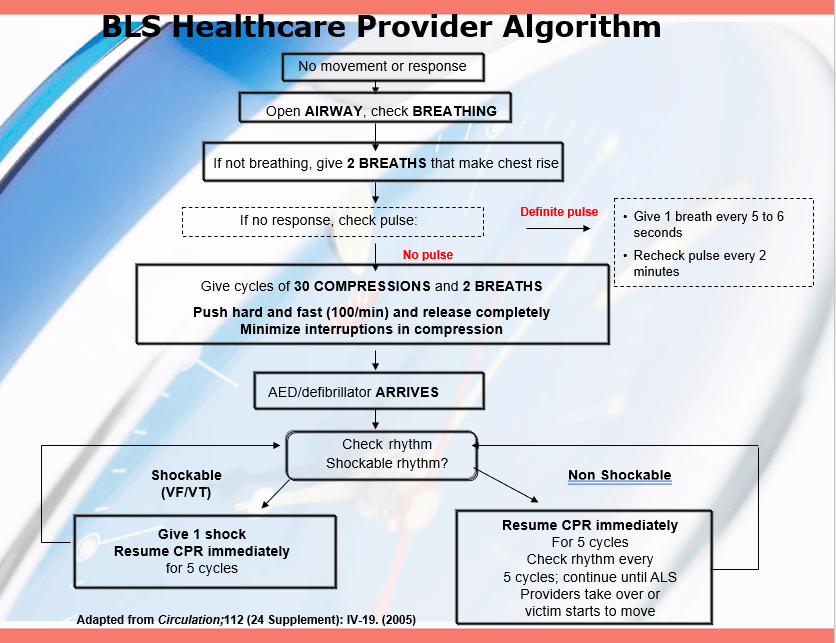 BLS Healthcare Provider Algorithm
No movement or response
Open AIRWAY, check BREATHING
If not breathing, give 2 BREATHS that make chest rise
If no response, check pulse:
Definite pulse
• Give 1 breath every 5 to 6
seconds
• Recheck pulse every 2
minutes
No pulse
Give cycles of 30 COMPRESSIONS and 2 BREATHS
Push hard and fast (100/min) and release completely
Minimize interruptions in compression
AED/defibrillator ARRIVES
Check rhythm
Shockable rhythm?
Shockable
(VF/VT)
Non Shockable
Give 1 shock
Resume CPR immediately
for 5 cycles
Resume CPR immediately
For 5 cycles
Check rhythm every
5 cycles; continue until ALS
Providers take over or
victim starts to move
Adapted from Circulation;112 (24 Supplement): IV-19. (2005)